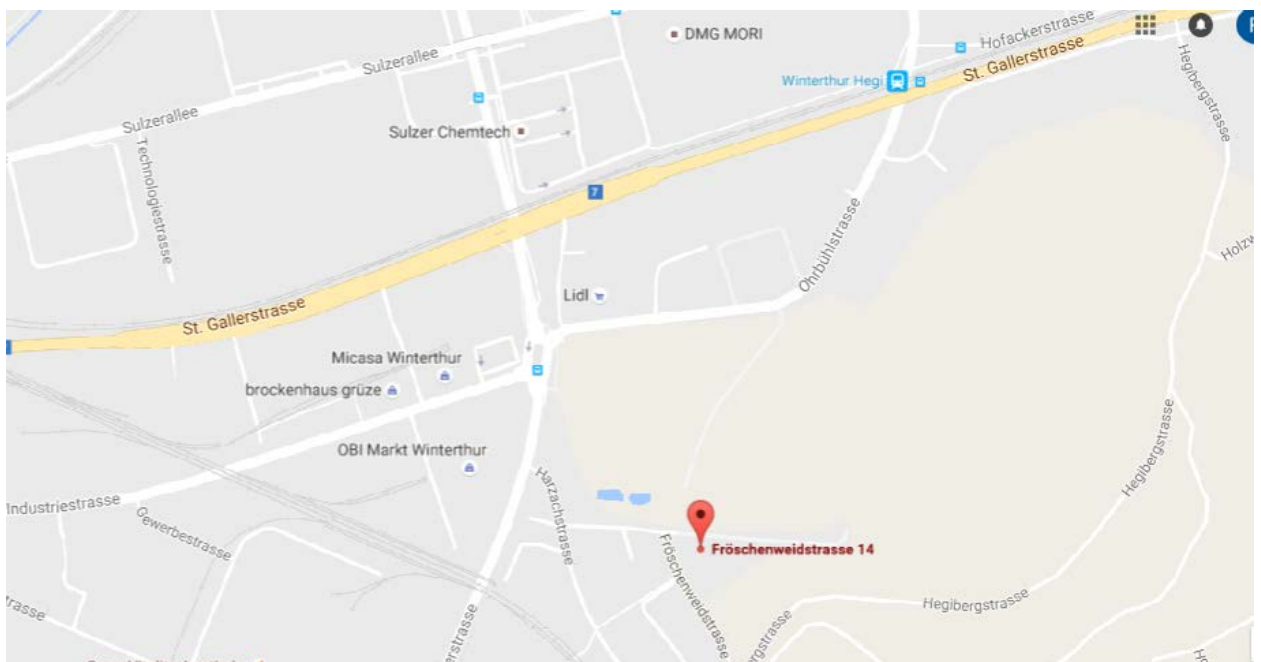 DMG MORI
Hofackerstrasse
St. Gallerstrasse
Hegibergstrasse
Winterthur Hegi
Sulzerallee
Sulzerallee
Sulzer Chemtech
Technologiestrasse
7
Ohrbühlstrasse
Lidl
St. Gallerstrasse
Micasa Winterthur
brockenhaus grüze
OBI Markt Winterthur
Harzachstrasse
Hegibergstrasse
Industriestrasse
Gewerbestrasse
Fröschenweidstrasse 14
Fröschenweidstrasse
Hegibergstrasse